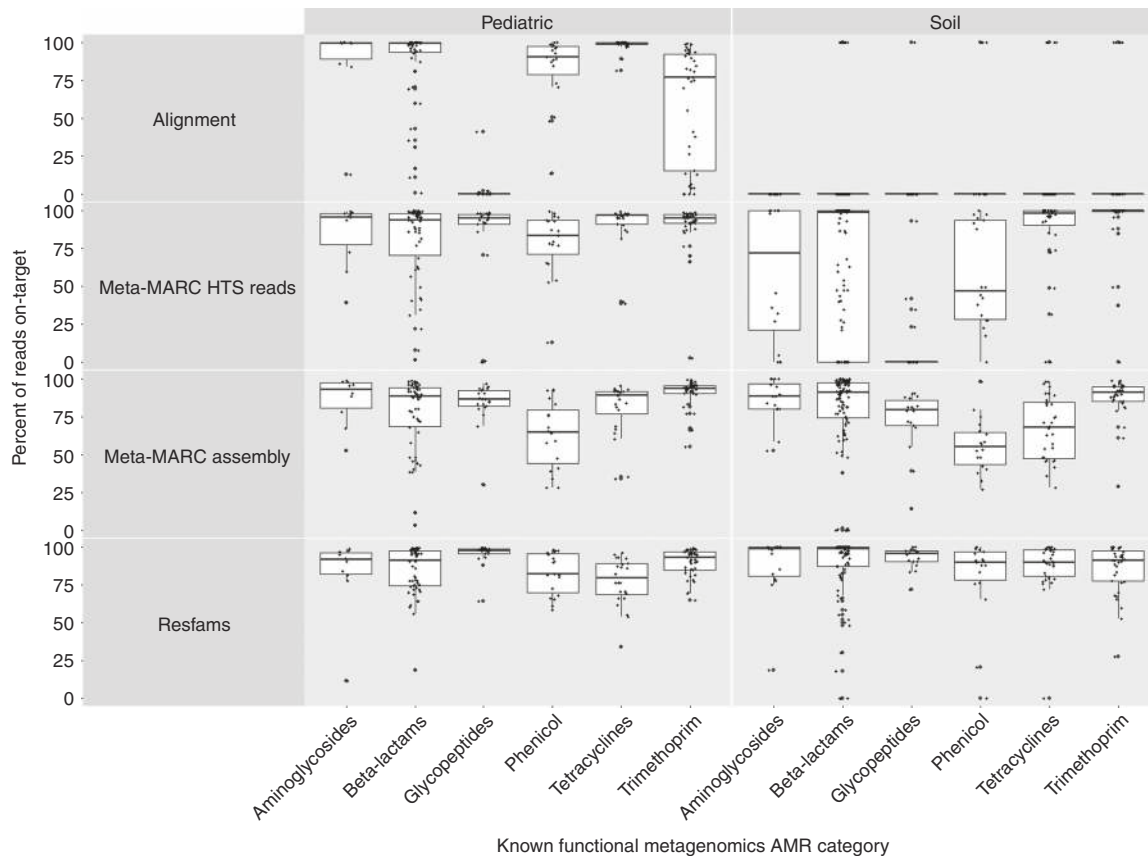 Pediatric Soil
Percent of reads on-target
Alignment
100
75
50
25
0
Meta-MARC HTS reads
100
75
50
25
0
Meta-MARC assembly
100
75
50
25
0
Resfams
100
75
50
25
0
Aminoglycosides Beta-lactams Glycopeptides Phenicol Tetracyclines Trimethoprim Aminoglycosides Beta-lactams Glycopeptides Phenicol Tetracyclines Trimethoprim
Known functional metagenomics AMR category